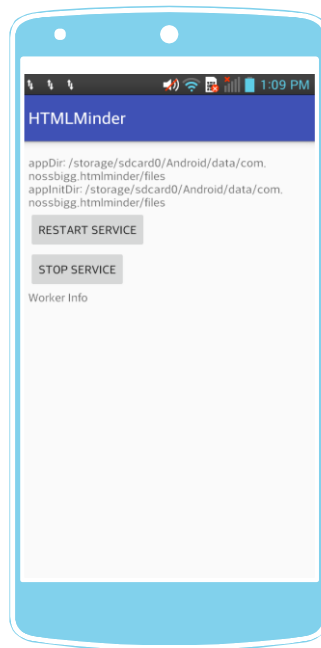 1:09 PM
HTMLMinder
appDir: /storage/sdcard0/Android/data/com.
nossbigg.htmlminder/files
appInitDir: /storage/sdcard0/Android/data/com.
nossbigg.htmlminder/files
RESTART SERVICE
STOP SERVICE
Worker Info